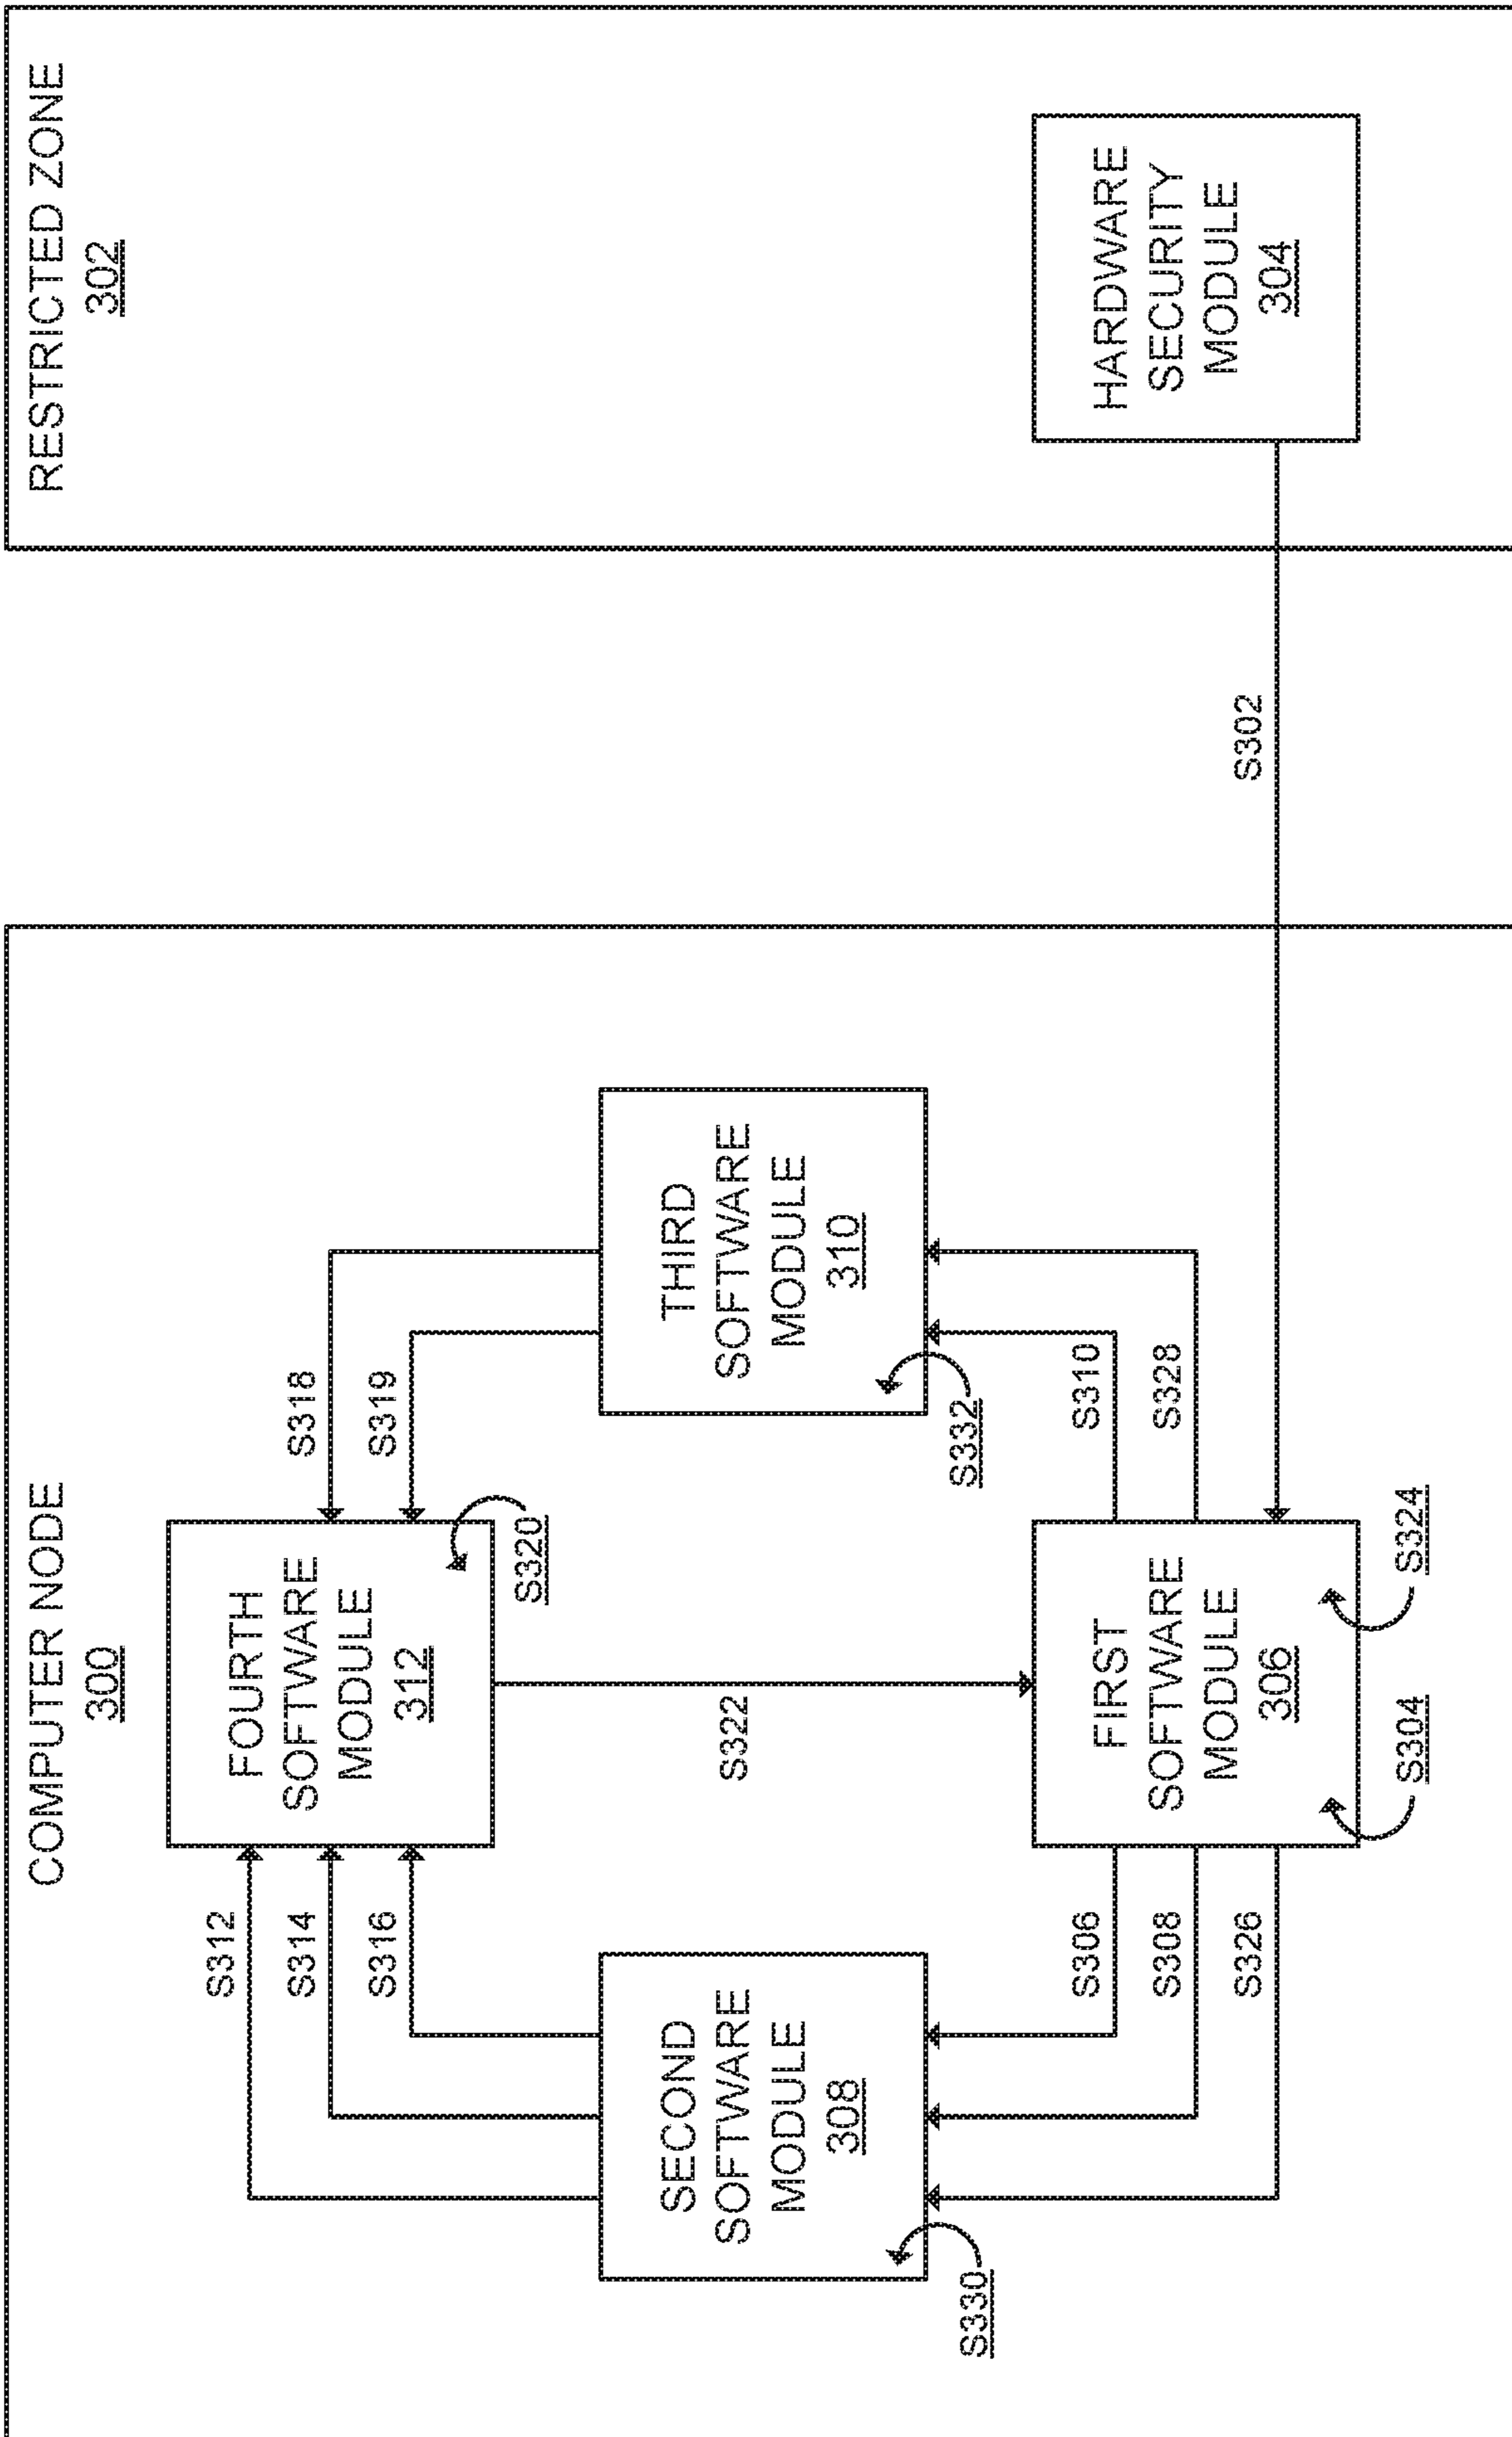 COMPUTER NODE
300
RESTRICTED ZONE
302
S312
S314
S316
FOURTH
SOFTWARE
MODULE
312
S318
S319
S320
SECOND
SOFTWARE
MODULE
308
S330
S322
THIRD
SOFTWARE
MODULE
310
S332
S306
S308
S326
FIRST
SOFTWARE
MODULE
306
S304
S324
S310
S328
S302
HARDWARE
SECURITY
MODULE
304